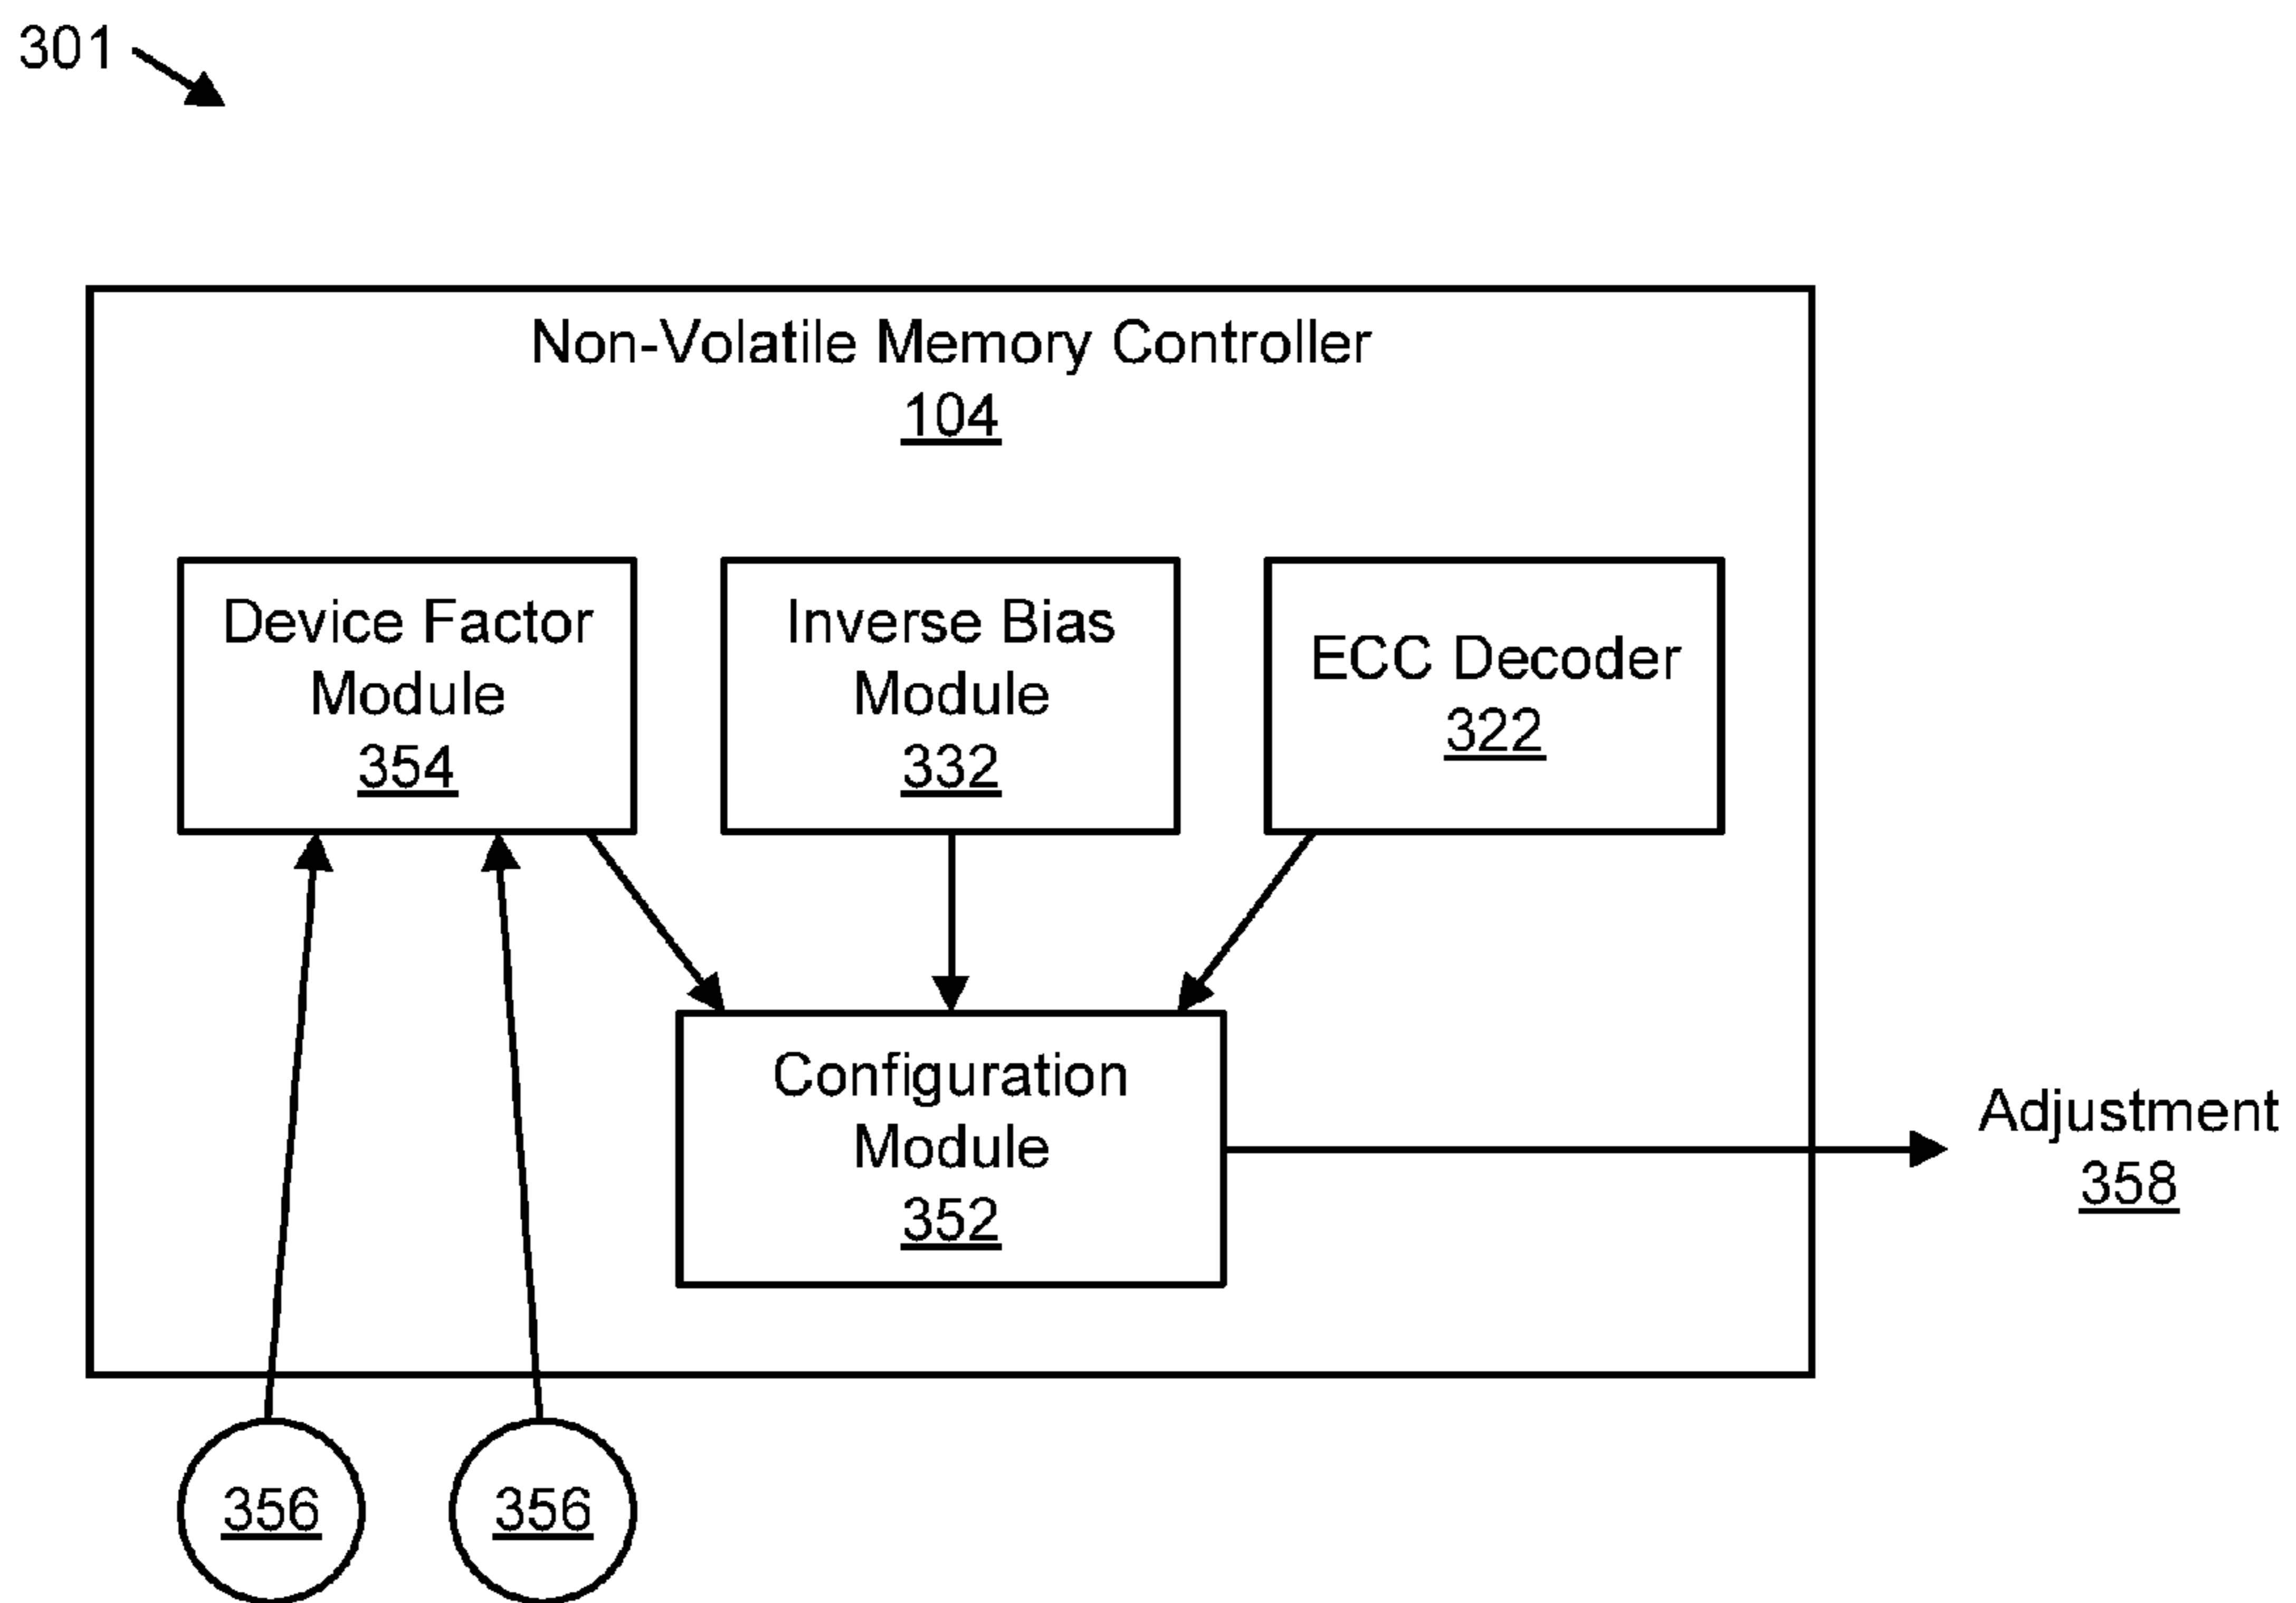 301
Non-Volatile Memory Controller
104
Device Factor
Module
354
Inverse Bias
Module
332
ECC Decoder
322
Configuration
Module
352
Adjustment
358
356
356